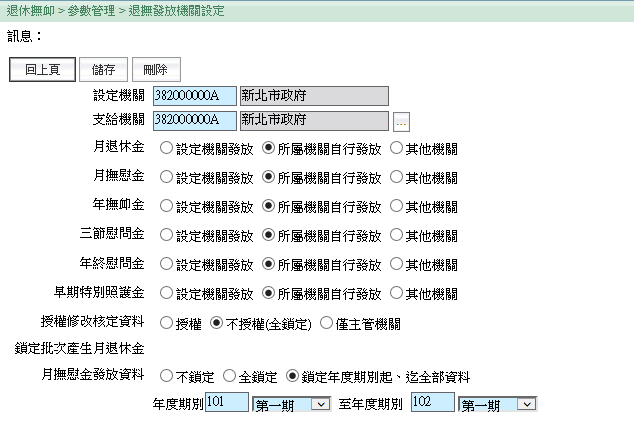 退休撫卹 > 參數管理 > 退撫發放機關設定
訊息：
回上頁 儲存 刪除
設定機關 382000000A 新北市政府
支給機關 382000000A 新北市政府 ...
月退休金 設定機關發放 所屬機關自行發放 其他機關
月撫慰金 設定機關發放 所屬機關自行發放 其他機關
年撫卹金 設定機關發放 所屬機關自行發放 其他機關
三節慰問金 設定機關發放 所屬機關自行發放 其他機關
年終慰問金 設定機關發放 所屬機關自行發放 其他機關
早期特別照護金 設定機關發放 所屬機關自行發放 其他機關
授權修改核定資料 授權 不授權(全鎖定) 僅主管機關
鎖定批次產生月退休金
月撫慰金發放資料 不鎖定 全鎖定 鎖定年度期別起、迄全部資料
年度期別 101 第一期 至年度期別 102 第一期